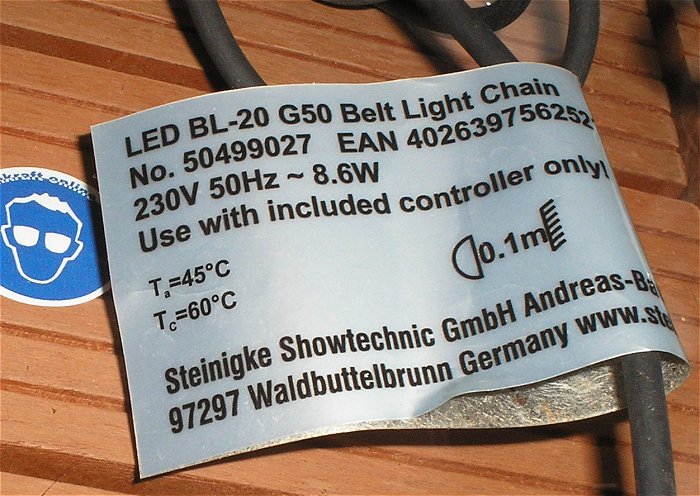 LED BL-20 G50 Belt Light Chain
No. 50499027 EAN 402639756252-
230V 50Hz ~ 8.6W
Use with included controller only!
0.1m
Ta=45°C
Tc=60°C
Steinigke Showtechnic GmbH Andreas-Ba
97297 Waldbuttelbrunn Germany www.ste